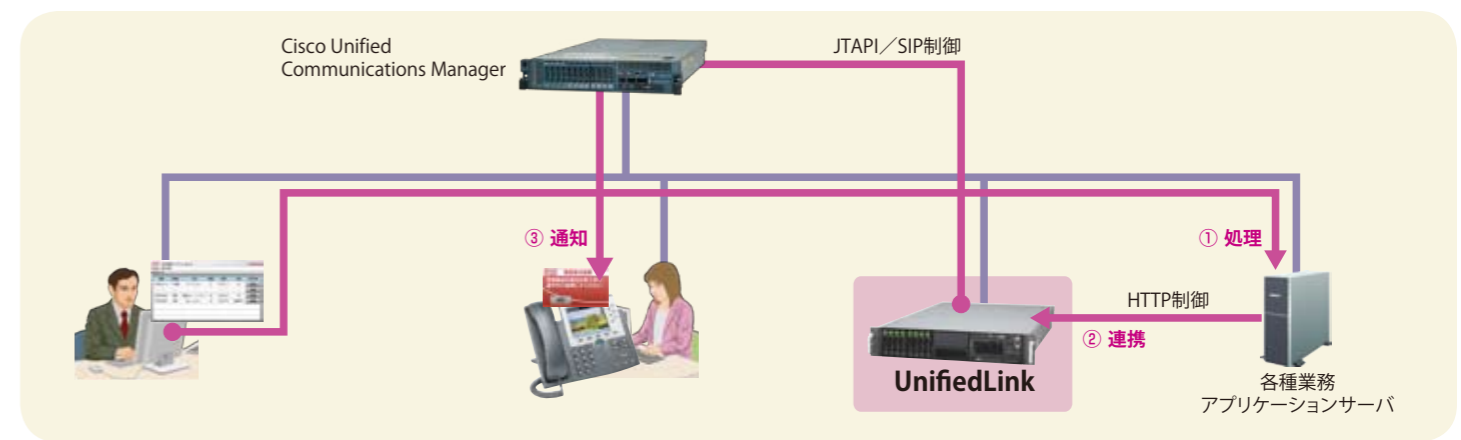 Cisco Unified
Communications Manager
JTAPI／SIP制御
③ 通知
① 処理
HTTP制御
② 連携
UnifiedLink
各種業務
アプリケーションサーバ